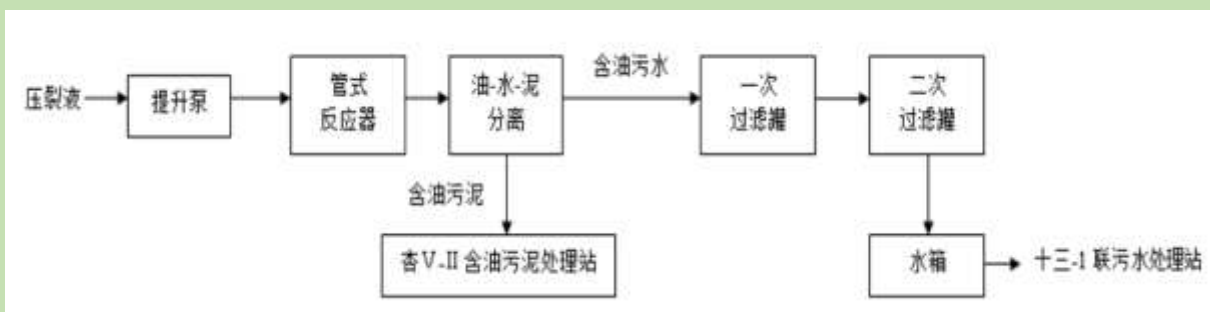 压裂液
提升泵
管式
反应器
油-水-泥
分离
含油污水
一次
过滤罐
二次
过滤罐
含油污泥
杏V-II含油污泥处理站
水箱
十三-1联污水处理站